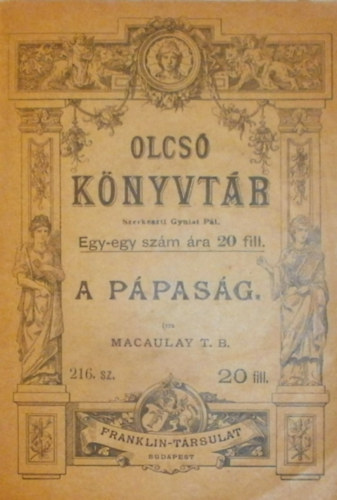 OLCSÓ
KÖNYVTÁR
Szerkeszti Gyulai Pál.
Egy-egy szám ára 20 fill.
A PÁPASÁG.
Irta
MACAULAY T. B.
216. sz.
20 fill.
FRANKLIN-TÁRSULAT
BUDAPEST